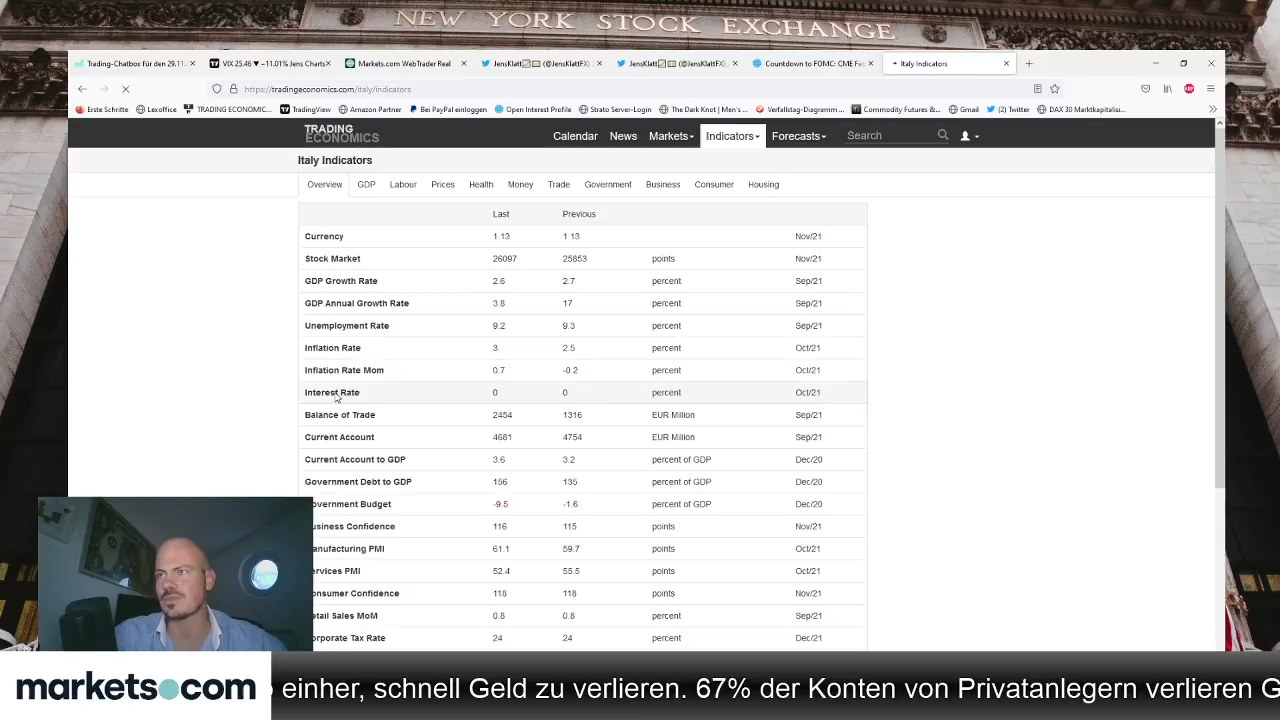 NEW YORK STOCK EXCHANGE
Trading-Chatbox für den 29.11.
VIX 25.46 ▼ −11.01% Jens Charts
Markets.com WebTrader Real
JensKlatt (@JensKlattFX)
JensKlatt (@JensKlattFX)
Countdown to FOMC: CME Fe
Italy Indicators
https://tradingeconomics.com/italy/indicators
Erste Schritte
Lexoffice
TRADING ECONOMIC...
TradingView
Amazon Partner
Bei PayPal einloggen
Open Interest Profile
Strato Server-Login
The Dark Knot | Men's ...
Verfallstag-Diagramm ...
Commodity Futures &...
Gmail
(2) Twitter
DAX 30 Marktkapitalisi...
TRADING
ECONOMICS
Calendar News Markets Indicators Forecasts Search
Italy Indicators
Overview GDP Labour Prices Health Money Trade Government Business Consumer Housing
Last Previous
Currency 1.13 1.13 Nov/21
Stock Market 26097 25853 points Nov/21
GDP Growth Rate 2.6 2.7 percent Sep/21
GDP Annual Growth Rate 3.8 17 percent Sep/21
Unemployment Rate 9.2 9.3 percent Sep/21
Inflation Rate 3 2.5 percent Oct/21
Inflation Rate Mom 0.7 -0.2 percent Oct/21
Interest Rate 0 0 percent Oct/21
Balance of Trade 2454 1316 EUR Million Sep/21
Current Account 4681 4754 EUR Million Sep/21
Current Account to GDP 3.6 3.2 percent of GDP Dec/20
Government Debt to GDP 156 135 percent of GDP Dec/20
overnment Budget -9.5 -1.6 percent of GDP Dec/20
usiness Confidence 116 115 points Nov/21
anufacturing PMI 61.1 59.7 points Oct/21
ervices PMI 52.4 55.5 points Oct/21
onsumer Confidence 118 118 points Nov/21
etail Sales MoM 0.8 0.8 percent Sep/21
orporate Tax Rate 24 24 percent Dec/21
markets.com
einher, schnell Geld zu verlieren. 67% der Konten von Privatanlegern verlieren G